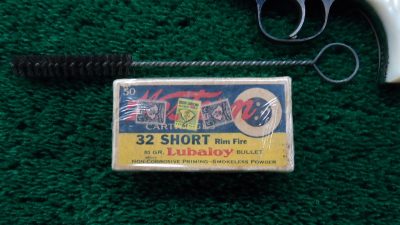 50
Western
CARTRIDGES
32 SHORT Rim Fire
80 GR. Lubaloy BULLET
NON-CORROSIVE PRIMING-SMOKELESS POWDER